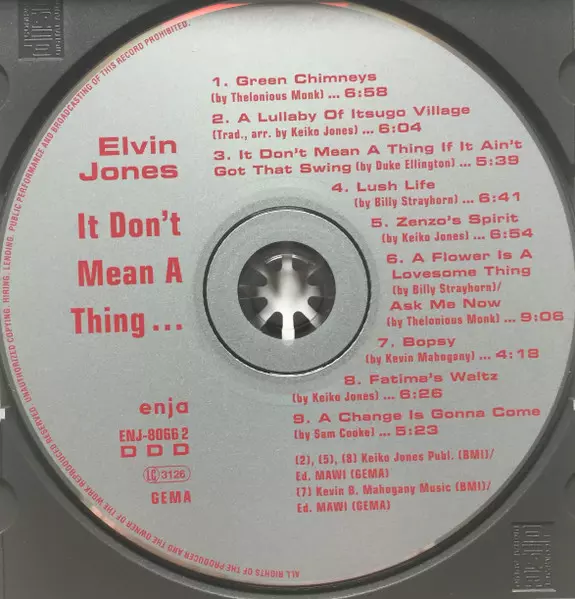 1. Green Chimneys
(by Thelonious Monk) ... 6:58
2. A Lullaby Of Itsugo Village
(Trad., arr. by Keiko Jones) ... 6:04
3. It Don't Mean A Thing If It Ain't
Got That Swing (by Duke Ellington) ... 5:39
4. Lush Life
(by Billy Strayhorn) ... 6:41
5. Zenzo's Spirit
(by Keiko Jones) ... 6:54
6. A Flower Is A
Lovesome Thing
(by Billy Strayhorn)/
Ask Me Now
(by Thelonious Monk) ... 9:06
7. Bopsy
(by Kevin Mahogany) ... 4:18
8. Fatima's Waltz
(by Keiko Jones) ... 6:26
9. A Change Is Gonna Come
(by Sam Cooke) ... 5:23
(2), (5), (8) Keiko Jones Publ. (BMI)/
Ed. MAWI (GEMA)
(7) Kevin B. Mahogany Music (BMI)/
Ed. MAWI (GEMA)
Elvin
Jones
It Don't
Mean A
Thing ...
enja
ENJ-8066 2
D D D
LC 3126
GEMA
ALL RIGHTS OF THE PRODUCER AND THE OWNER OF THE WORK REPRODUCED RESERVED. UNAUTHORIZED COPYING, HIRING, LENDING, PUBLIC PERFORMANCE AND BROADCASTING OF THIS RECORD PROHIBITED.